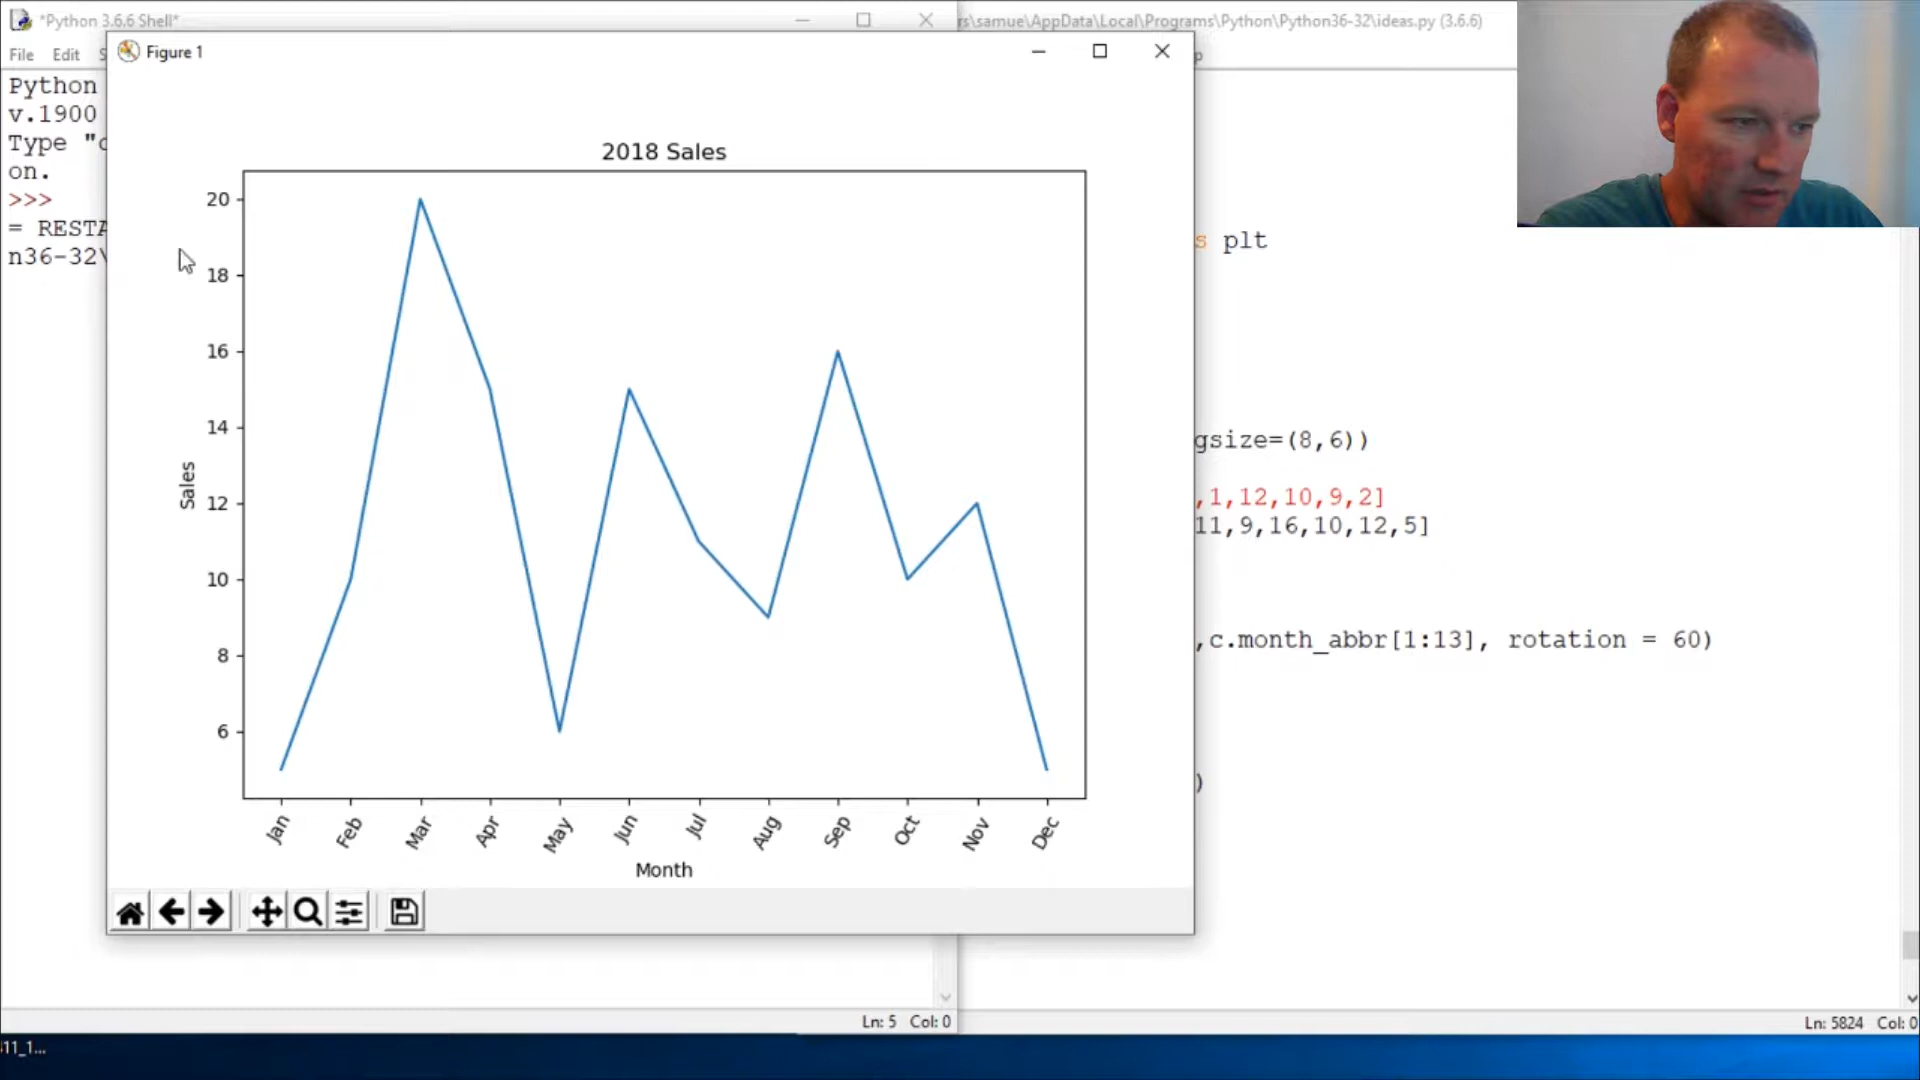 *Python 3.6.6 Shell*
rs\samue\AppData\Local\Programs\Python\Python36-32\ideas.py (3.6.6)
File Edit S
p
Figure 1
Python
v.1900
Type "c
on.
>>>
= RESTA
n36-32\
2018 Sales
20
18
16
14
12
10
8
6
Sales
Jan Feb Mar Apr May Jun Jul Aug Sep Oct Nov Dec
Month
s plt
gsize=(8,6))
,1,12,10,9,2]
11,9,16,10,12,5]
,c.month_abbr[1:13], rotation = 60)
)
Ln: 5 Col: 0
Ln: 5824 Col: 0
11_1...